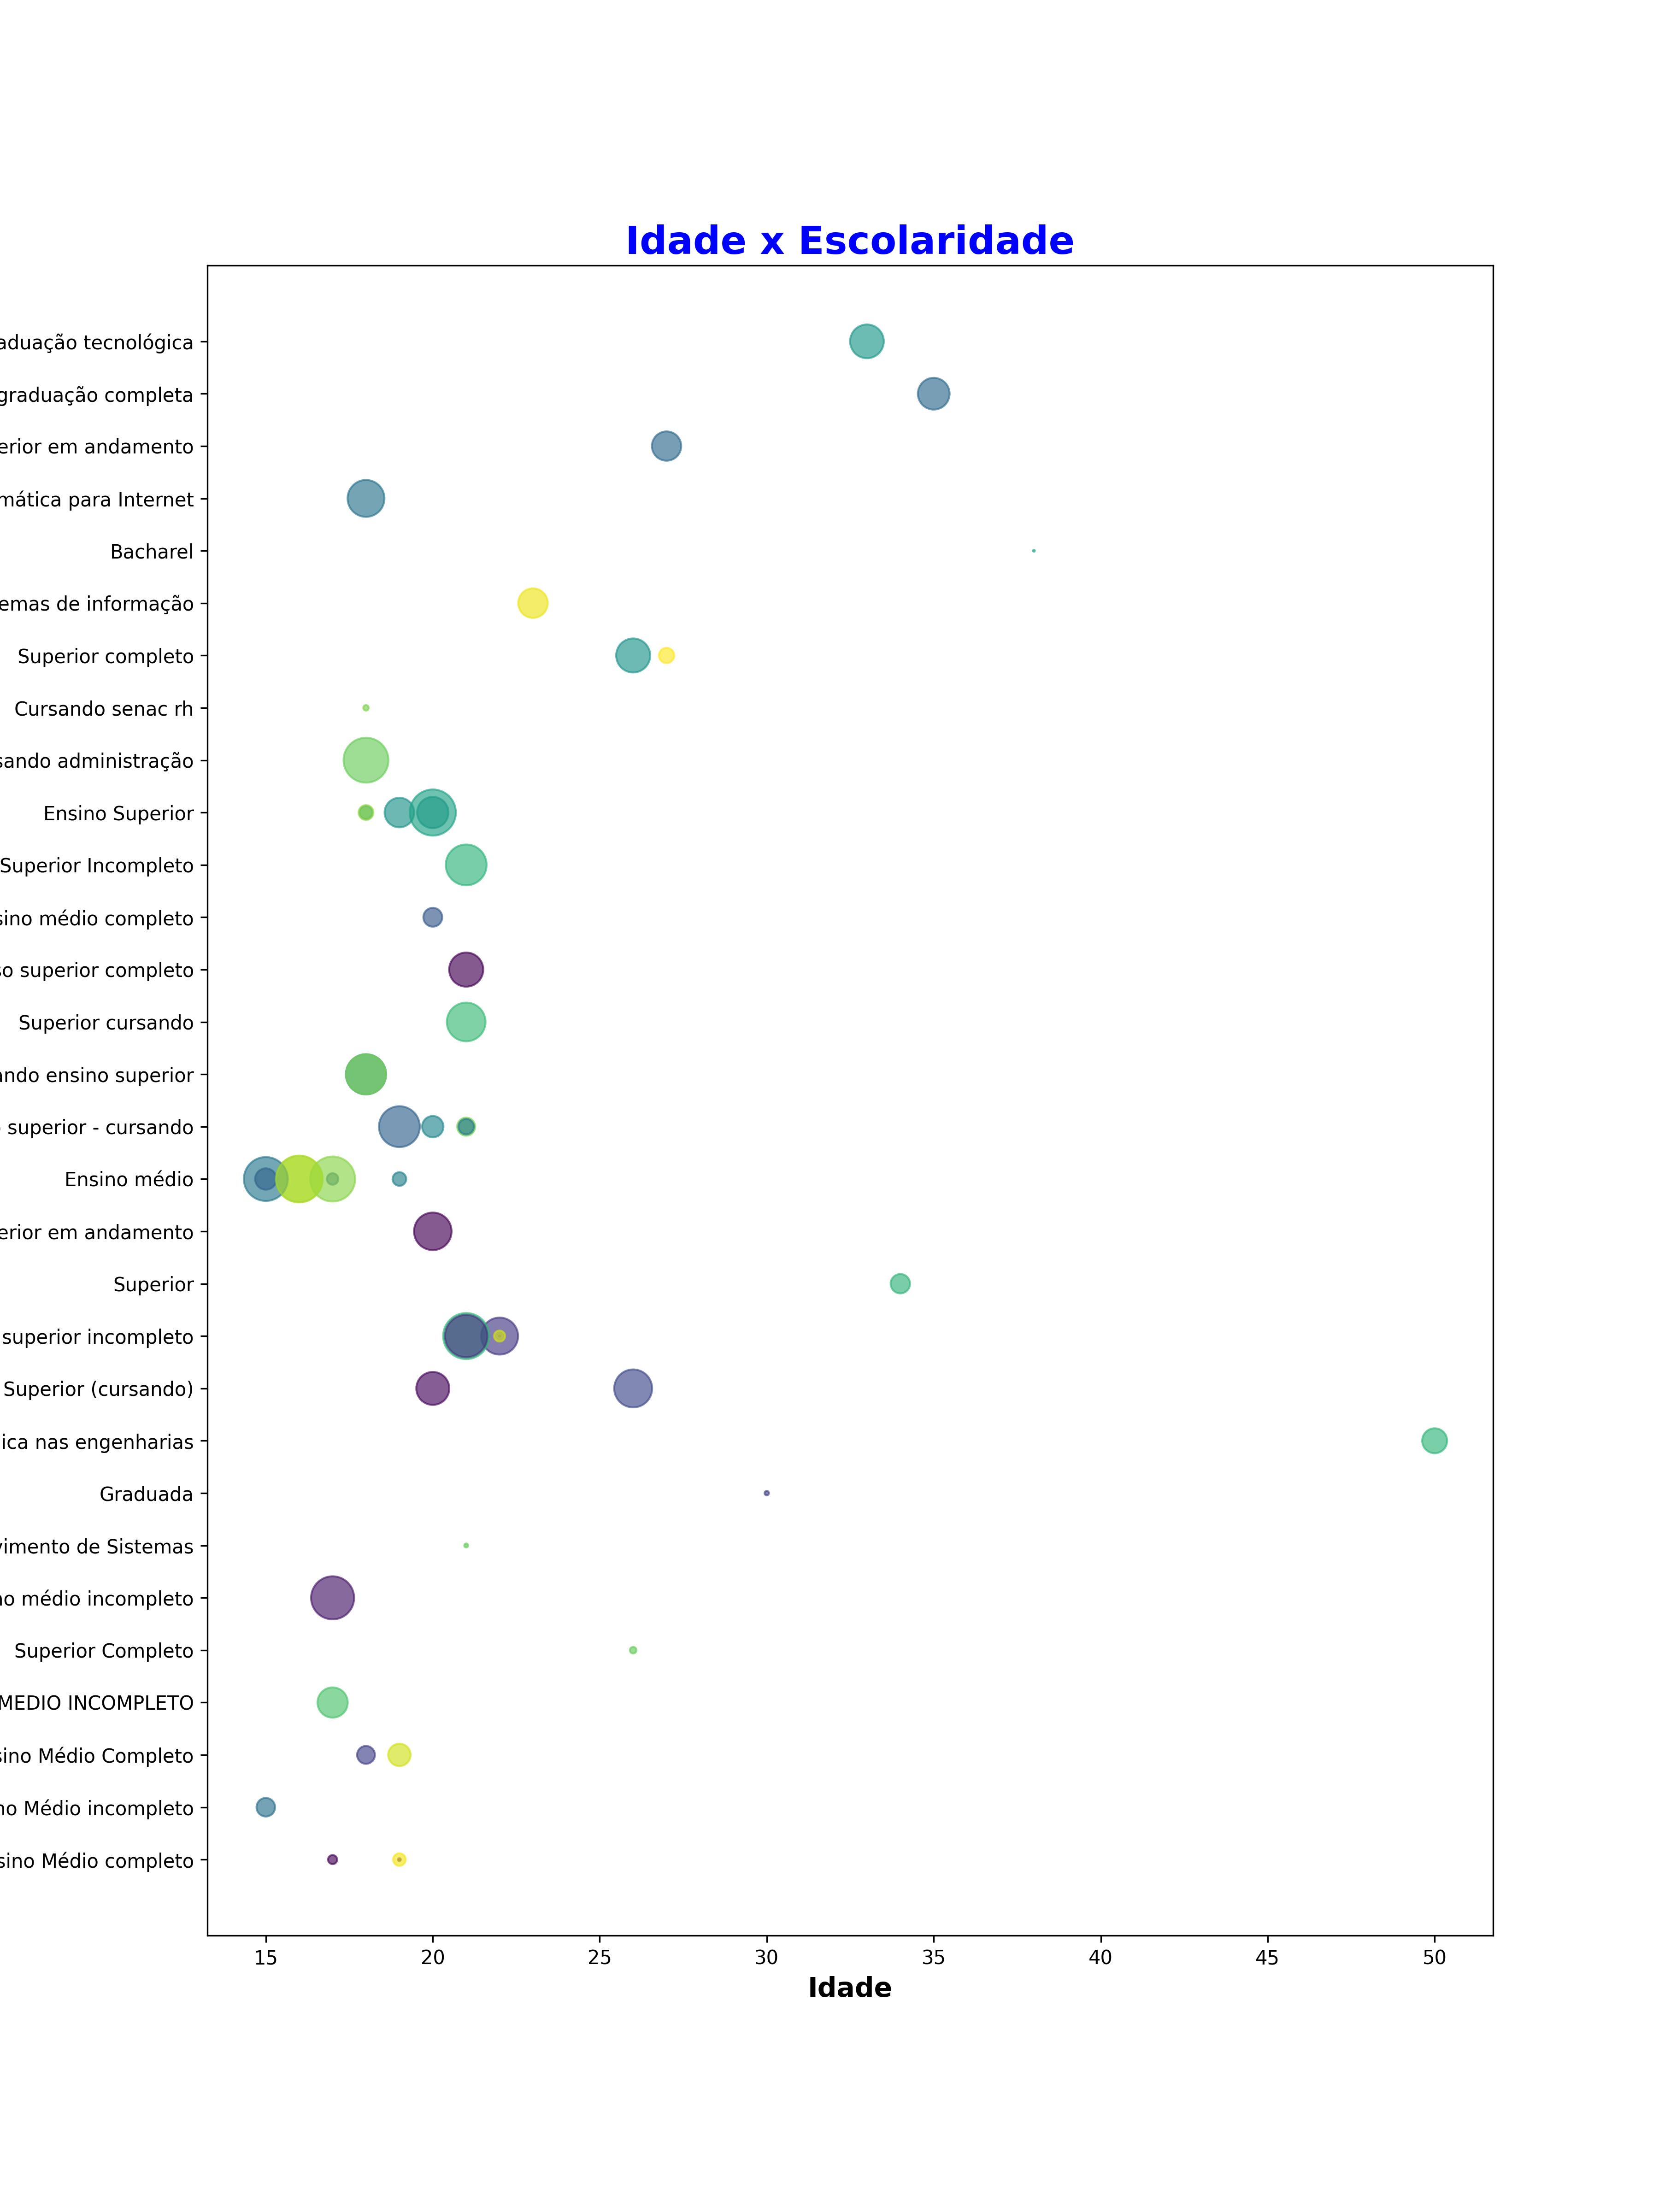 Idade x Escolaridade
aduação tecnológica
graduação completa
erior em andamento
mática para Internet
Bacharel
emas de informação
Superior completo
Cursando senac rh
sando administração
Ensino Superior
Superior Incompleto
sino médio completo
so superior completo
Superior cursando
ando ensino superior
superior - cursando
Ensino médio
erior em andamento
Superior
superior incompleto
Superior (cursando)
ica nas engenharias
Graduada
vimento de Sistemas
no médio incompleto
Superior Completo
MEDIO INCOMPLETO
sino Médio Completo
no Médio incompleto
sino Médio completo
15 20 25 30 35 40 45 50
Idade